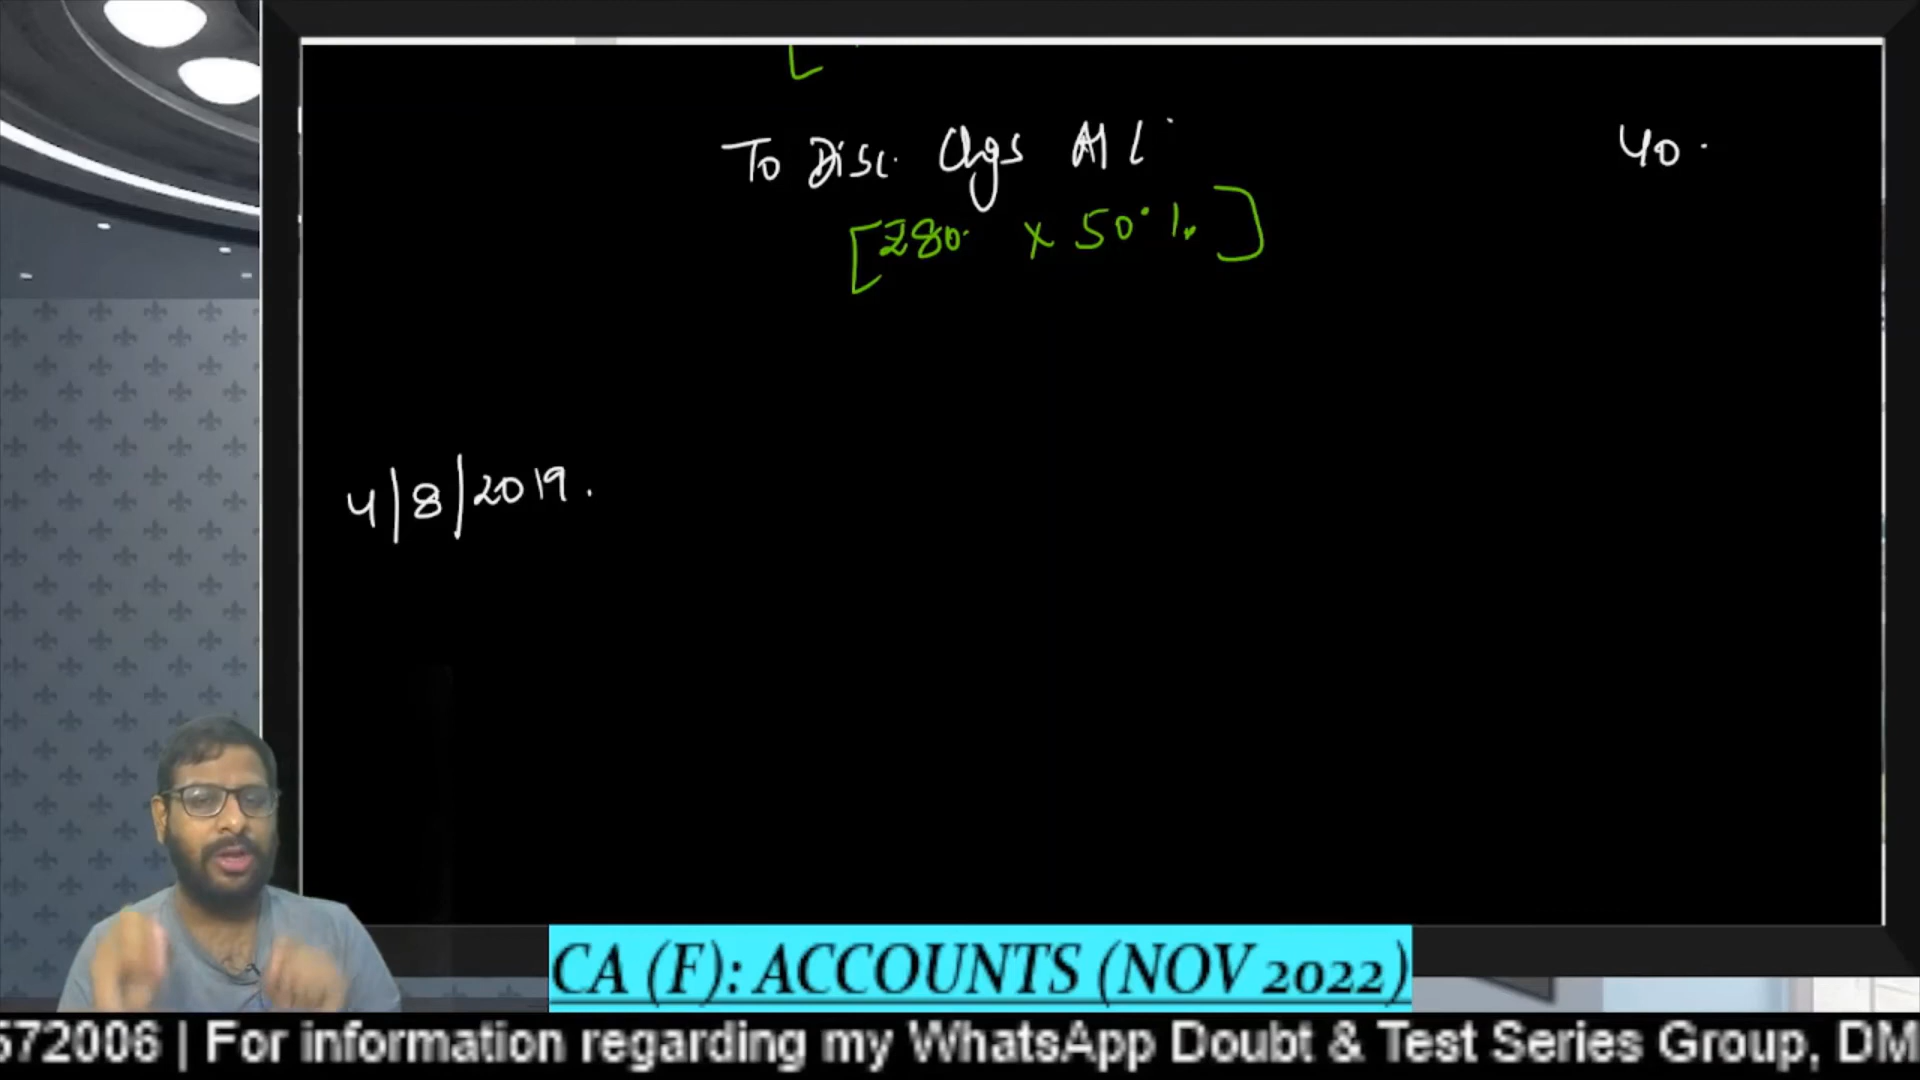 To Disc. Chgs A/c
40.
[₹80. x 50%]
4/8/2019.
CA (F): ACCOUNTS (NOV 2022)
572006 | For information regarding my WhatsApp Doubt & Test Series Group, DM